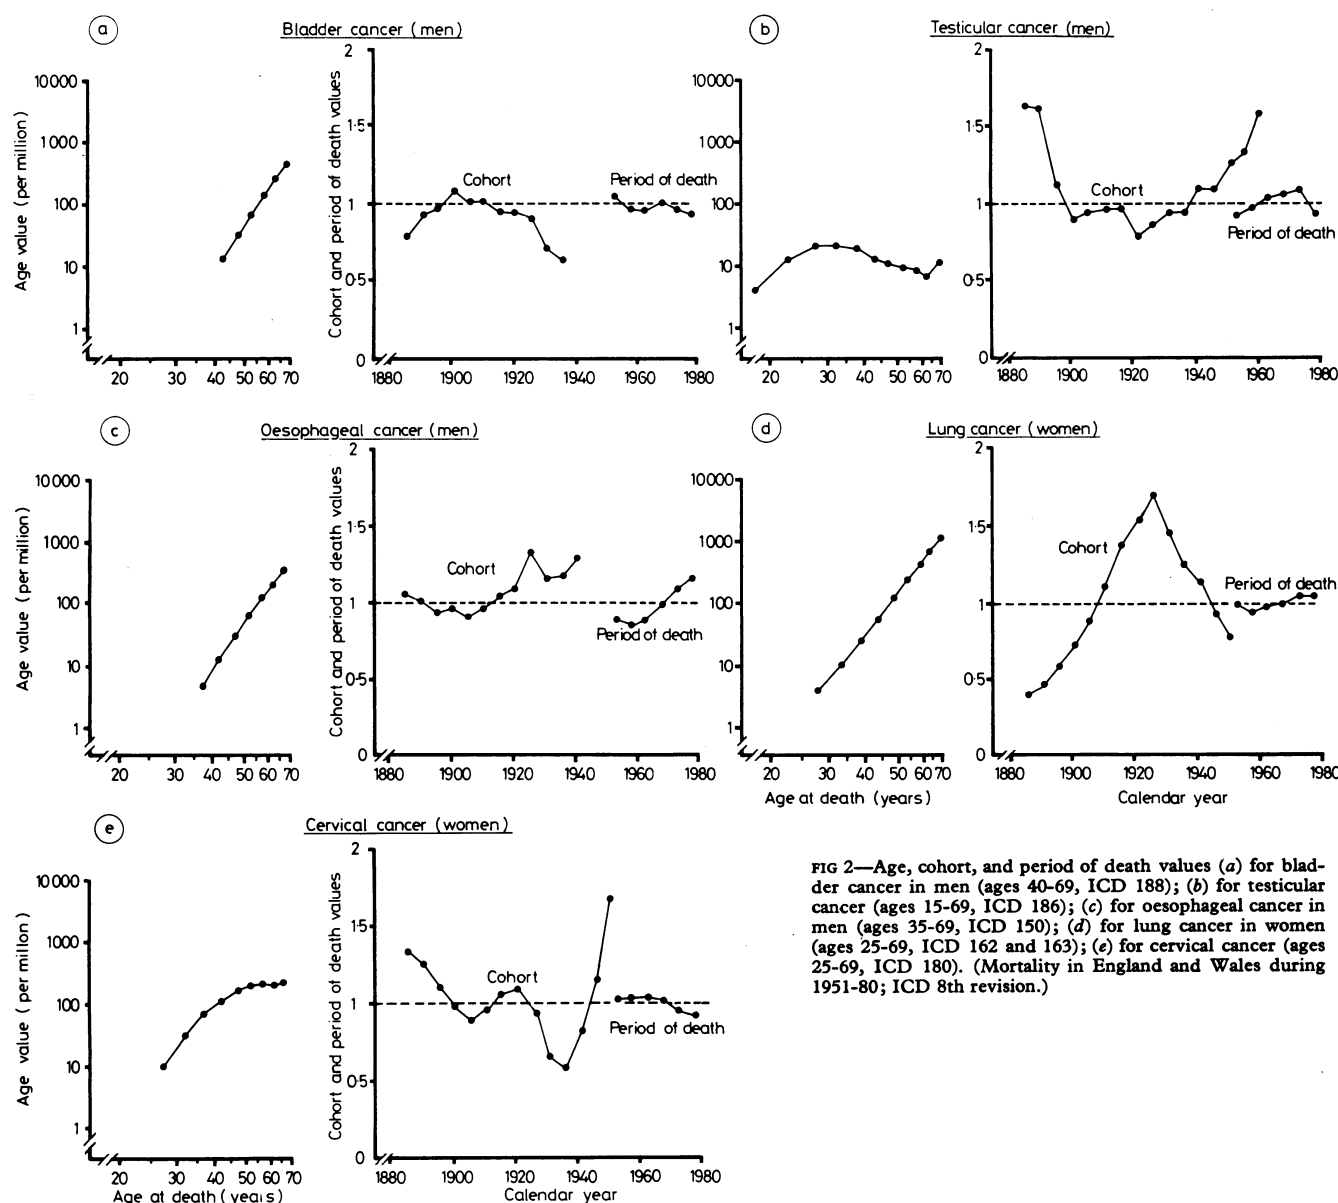 a
Bladder cancer (men)
Age value (per million)
10000
1000
100
10
1
20 30 40 50 60 70
Cohort and period of death values
2
1·5
1
0·5
0
Cohort
Period of death
1880 1900 1920 1940 1960 1980
b
Testicular cancer (men)
10000
1000
100
10
1
20 30 40 50 60 70
2
1·5
1
0·5
0
Cohort
Period of death
1880 1900 1920 1940 1960 1980
c
Oesophageal cancer (men)
Age value (per million)
10000
1000
100
10
1
20 30 40 50 60 70
Cohort and period of death values
2
1·5
1
0·5
0
Cohort
Period of death
1880 1900 1920 1940 1960 1980
d
Lung cancer (women)
10000
1000
100
10
1
20 30 40 50 60 70
Age at death (years)
2
1·5
1
0·5
0
Cohort
Period of death
1880 1900 1920 1940 1960 1980
Calendar year
e
Cervical cancer (women)
Age value (per million)
10000
1000
100
10
1
20 30 40 50 60 70
Age at death (years)
Cohort and period of death values
2
1·5
1
0·5
0
Cohort
Period of death
1880 1900 1920 1940 1960 1980
Calendar year
FIG 2—Age, cohort, and period of death values (a) for blad-
der cancer in men (ages 40-69, ICD 188); (b) for testicular
cancer (ages 15-69, ICD 186); (c) for oesophageal cancer in
men (ages 35-69, ICD 150); (d) for lung cancer in women
(ages 25-69, ICD 162 and 163); (e) for cervical cancer (ages
25-69, ICD 180). (Mortality in England and Wales during
1951-80; ICD 8th revision.)